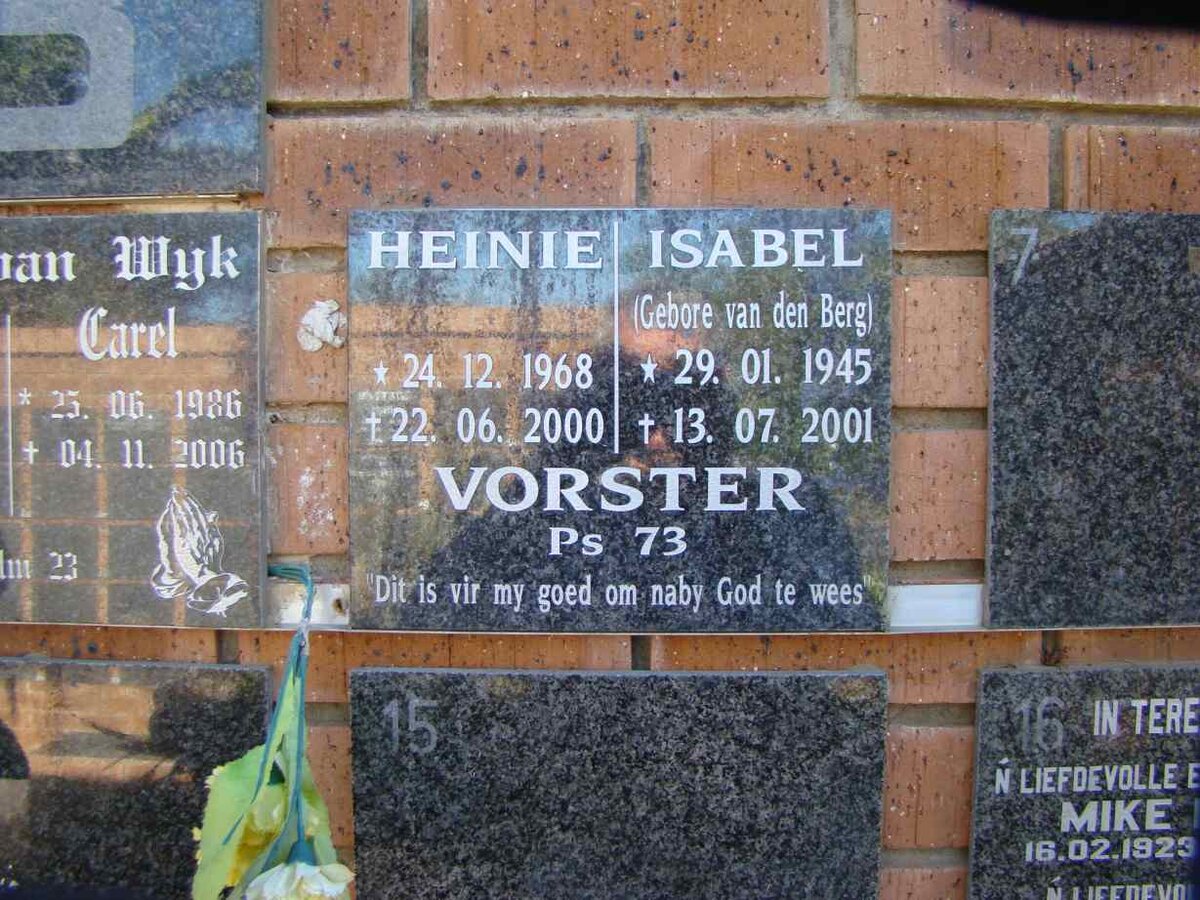 van Wyk
Carel
* 25. 06. 1986
† 04. 11. 2006
23
HEINIE
★ 24. 12. 1968
†22. 06. 2000
ISABEL
(Gebore van den Berg)
★ 29. 01. 1945
† 13. 07. 2001
VORSTER
Ps 73
"Dit is vir my goed om naby God te wees"
7
15
16
IN TERE
Ń LIEFDEVOLLE E
MIKE
16.02.1923
Ń LIEFDEVO